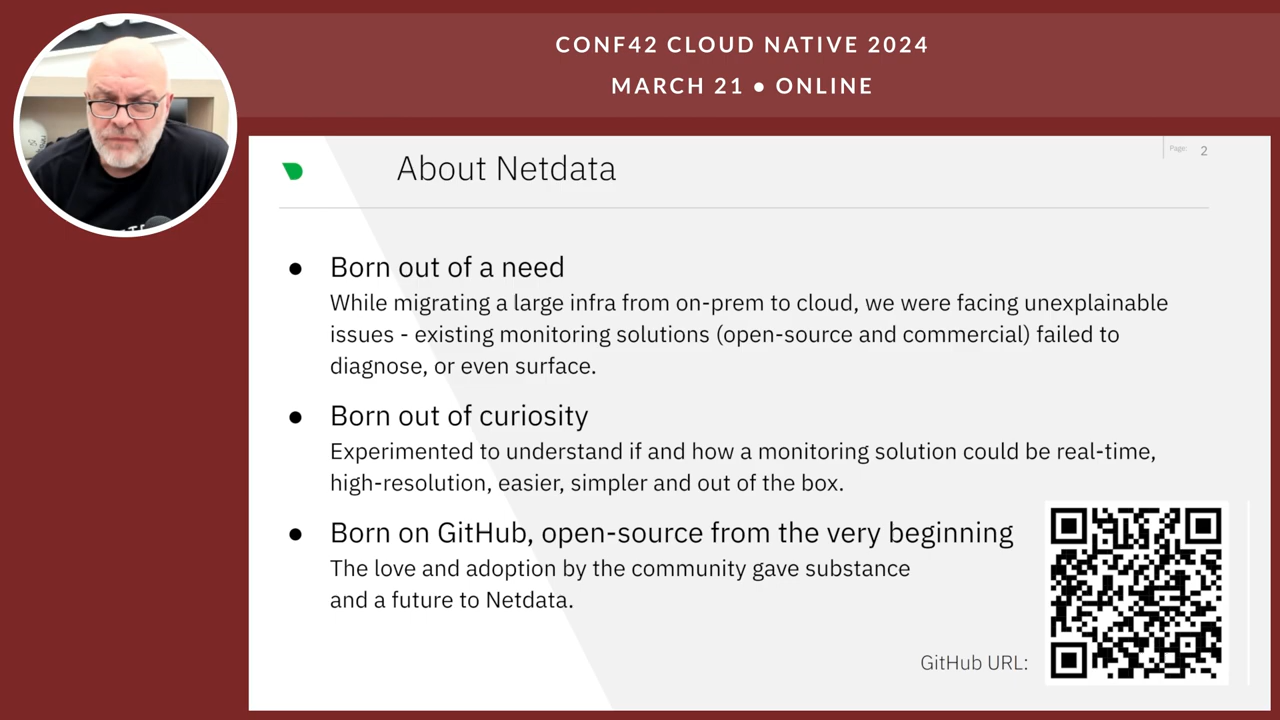 CONF42 CLOUD NATIVE 2024
MARCH 21 ● ONLINE
About Netdata
Page: 2
● Born out of a need
While migrating a large infra from on-prem to cloud, we were facing unexplainable
issues - existing monitoring solutions (open-source and commercial) failed to
diagnose, or even surface.
● Born out of curiosity
Experimented to understand if and how a monitoring solution could be real-time,
high-resolution, easier, simpler and out of the box.
● Born on GitHub, open-source from the very beginning
The love and adoption by the community gave substance
and a future to Netdata.
GitHub URL: